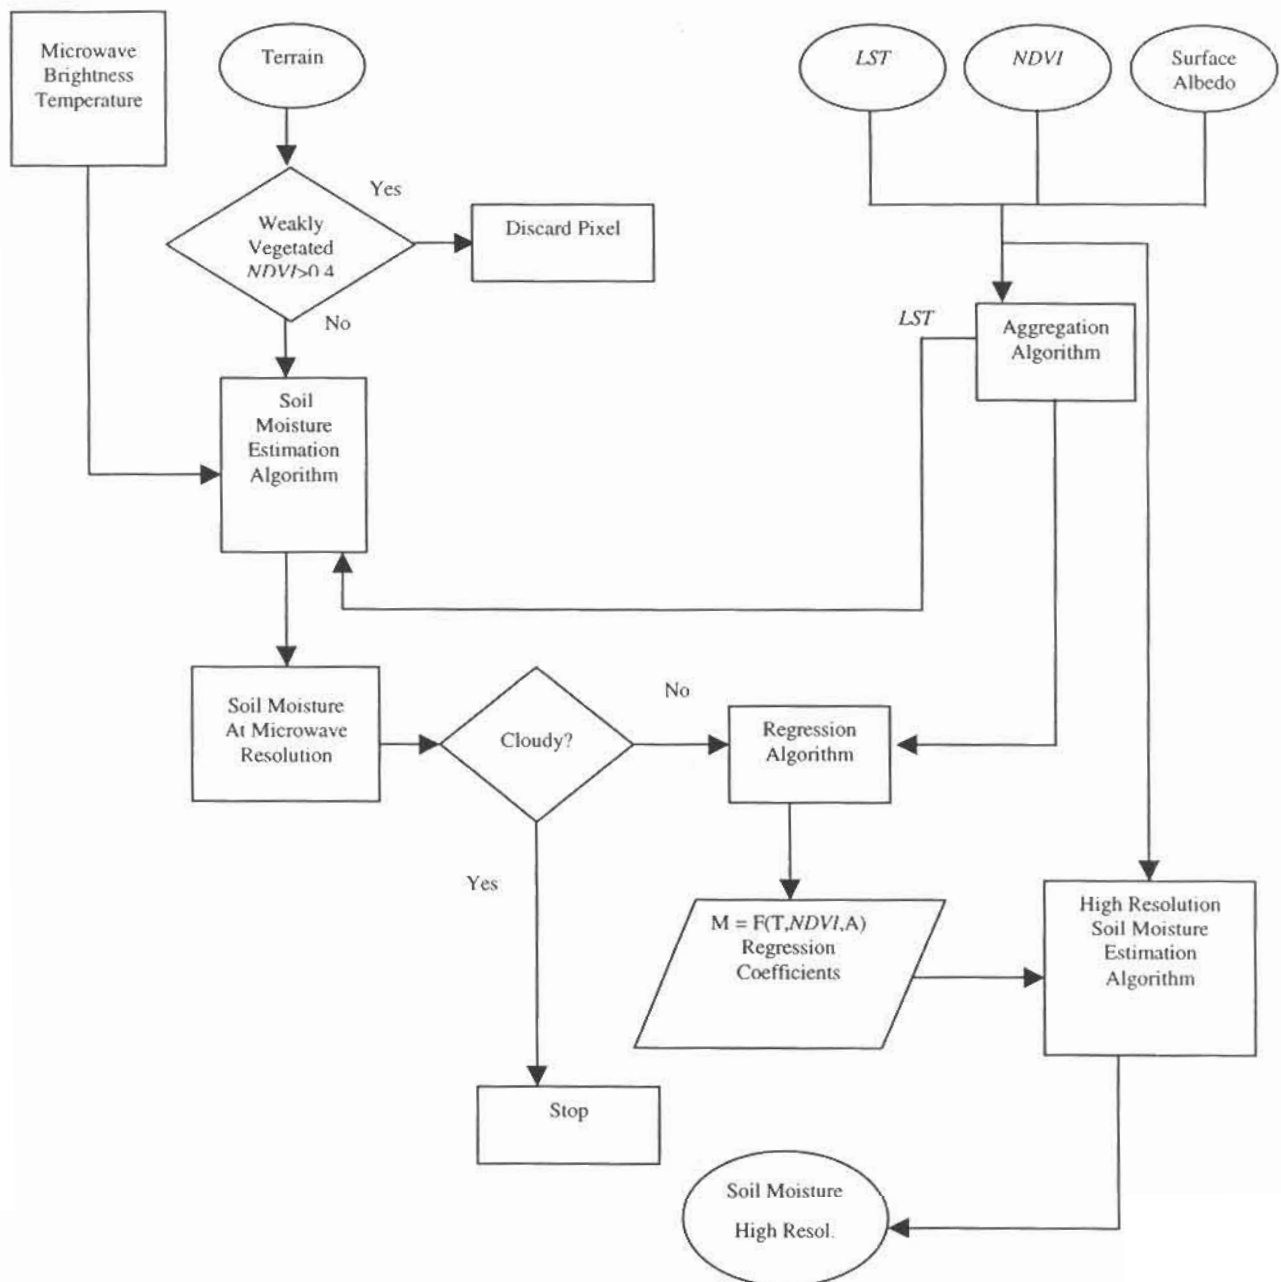 Microwave
Brightness
Temperature
Terrain
LST
NDVI
Surface
Albedo
Yes
Weakly
Vegetated
NDVI>0.4
Discard Pixel
No
LST
Aggregation
Algorithm
Soil
Moisture
Estimation
Algorithm
Soil Moisture
At Microwave
Resolution
Cloudy?
No
Regression
Algorithm
Yes
M = F(T,NDVI,A)
Regression
Coefficients
High Resolution
Soil Moisture
Estimation
Algorithm
Stop
Soil Moisture
High Resol.